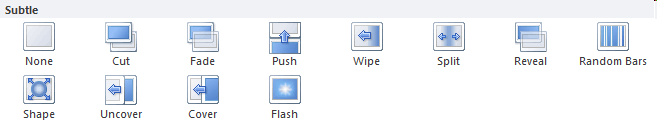 Subtle
None Cut Fade Push Wipe Split Reveal Random Bars
Shape Uncover Cover Flash